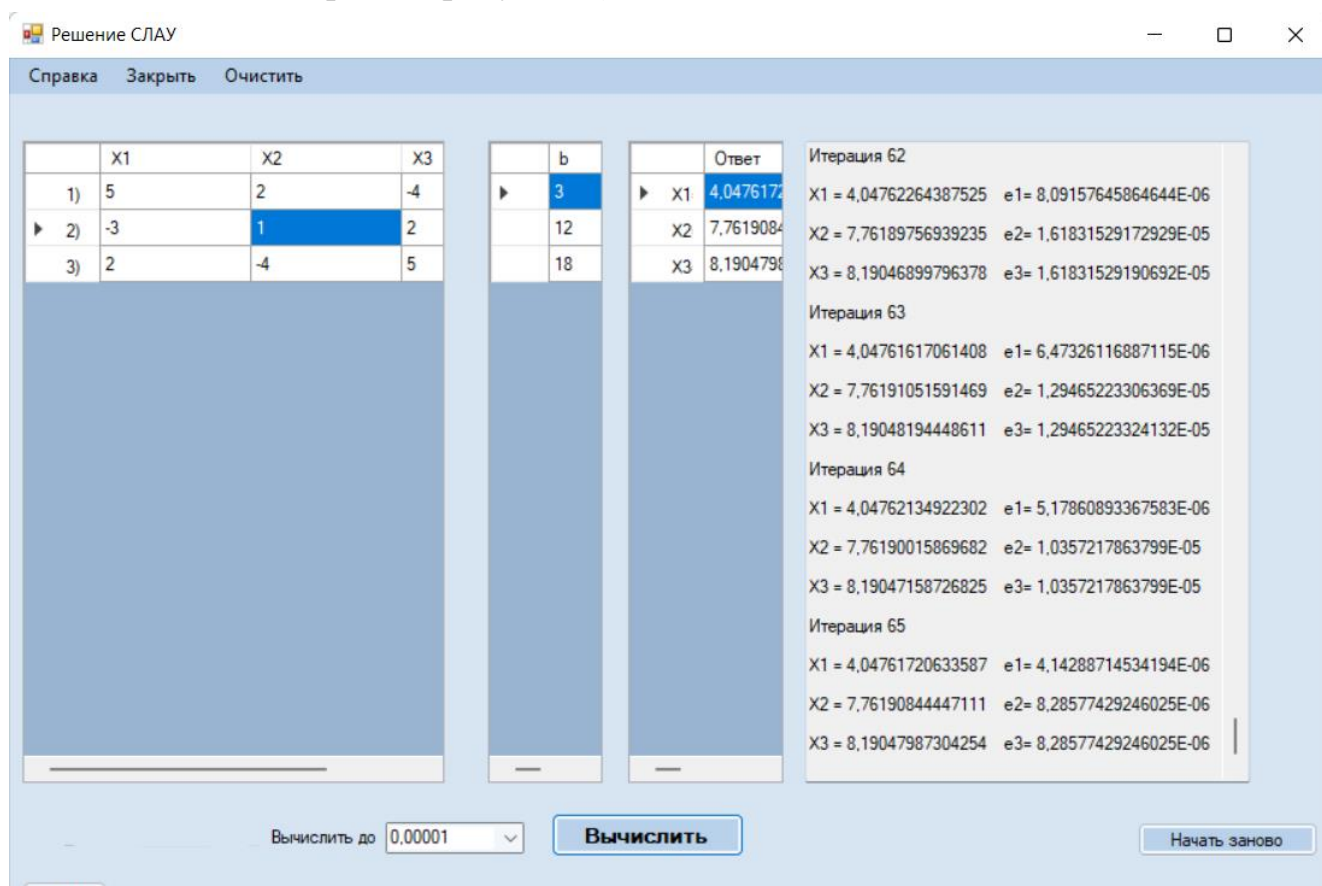 Решение СЛАУ
Справка Закрыть Очистить
X1 X2 X3
1) 5 2 -4
2) -3 1 2
3) 2 -4 5
b
3
12
18
Ответ
X1 4,0476172
X2 7,761908
X3 8,1904798
Итерация 62
X1 = 4,04762264387525 e1= 8,09157645864644E-06
X2 = 7,76189756939235 e2= 1,61831529172929E-05
X3 = 8,19046899796378 e3= 1,61831529190692E-05
Итерация 63
X1 = 4,04761617061408 e1= 6,47326116887115E-06
X2 = 7,76191051591469 e2= 1,29465223306369E-05
X3 = 8,19048194448611 e3= 1,29465223324132E-05
Итерация 64
X1 = 4,04762134922302 e1= 5,17860893367583E-06
X2 = 7,76190015869682 e2= 1,0357217863799E-05
X3 = 8,19047158726825 e3= 1,0357217863799E-05
Итерация 65
X1 = 4,04761720633587 e1= 4,14288714534194E-06
X2 = 7,76190844447111 e2= 8,28577429246025E-06
X3 = 8,19047987304254 e3= 8,28577429246025E-06
Вычислить до 0,00001 Вычислить Начать заново